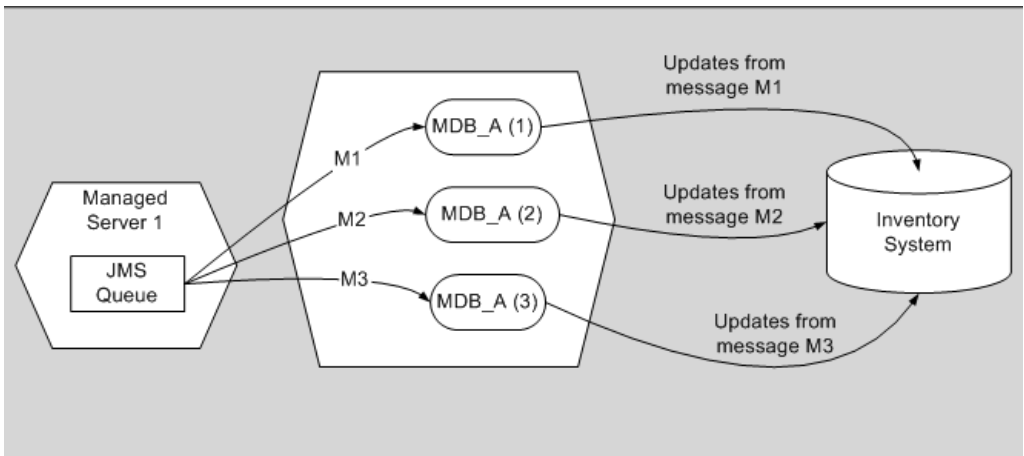 Managed
Server 1
JMS
Queue
M1
M2
M3
MDB_A (1)
MDB_A (2)
MDB_A (3)
Updates from
message M1
Updates from
message M2
Updates from
message M3
Inventory
System